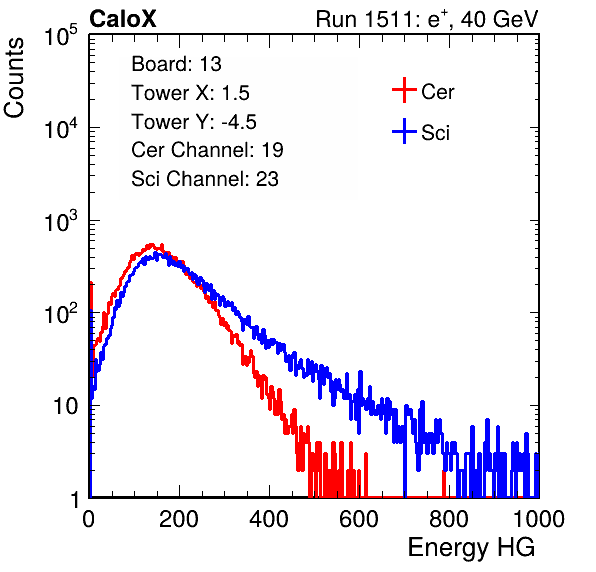 CaloX Run 1511: e⁺, 40 GeV
Board: 13
Tower X: 1.5
Tower Y: -4.5
Cer Channel: 19
Sci Channel: 23
Cer
Sci
Counts
10⁵
10⁴
10³
10²
10
1
0 200 400 600 800 1000
Energy HG